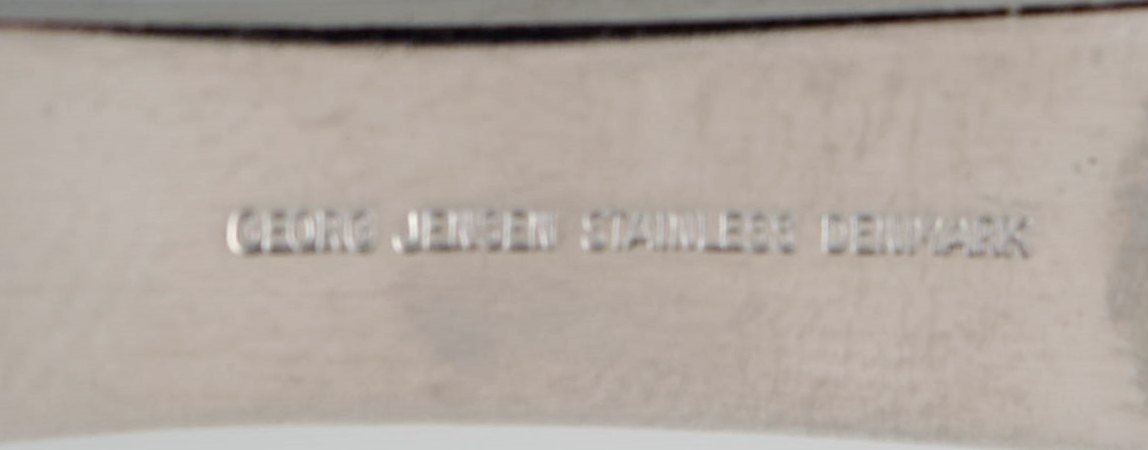 GEORG JENSEN STAINLESS DENMARK